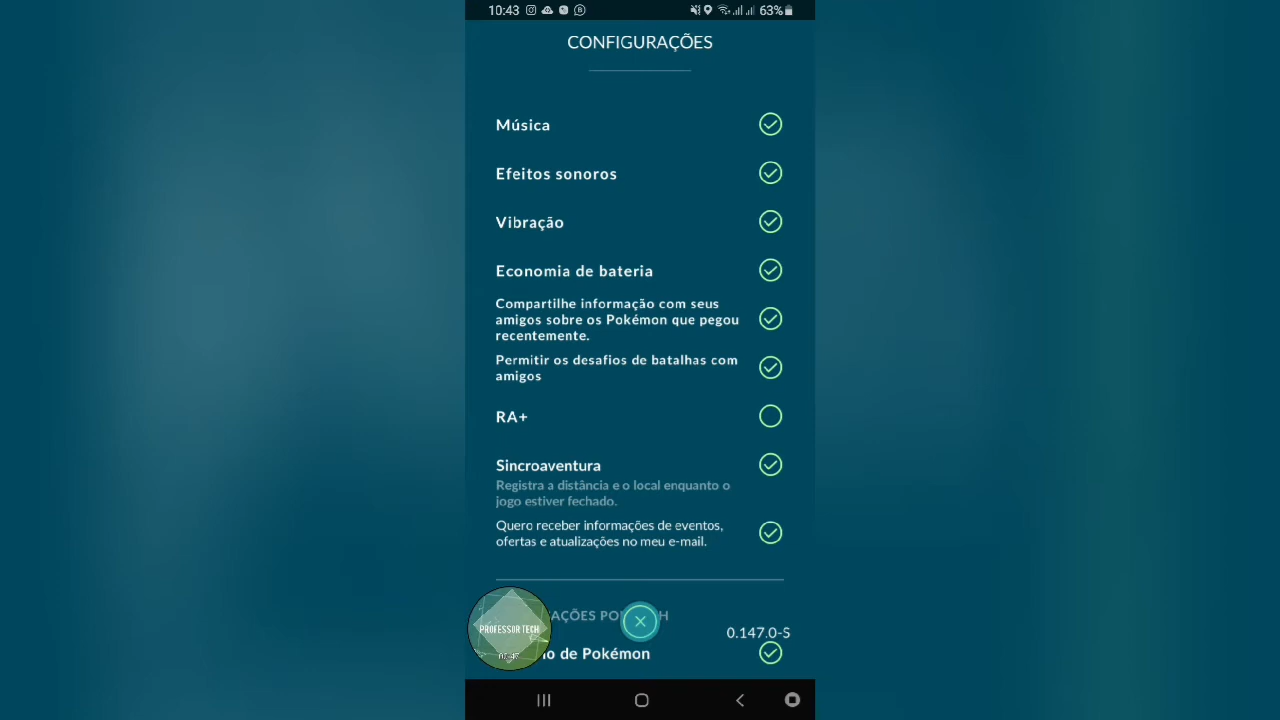 10:43
63%
CONFIGURAÇÕES
Música
Efeitos sonoros
Vibração
Economia de bateria
Compartilhe informação com seus
amigos sobre os Pokémon que pegou
recentemente.
Permitir os desafios de batalhas com
amigos
RA+
Sincroaventura
Registra a distância e o local enquanto o
jogo estiver fechado.
Quero receber informações de eventos,
ofertas e atualizações no meu e-mail.
PROFESSOR TECH
0.147.0-S
de Pokémon